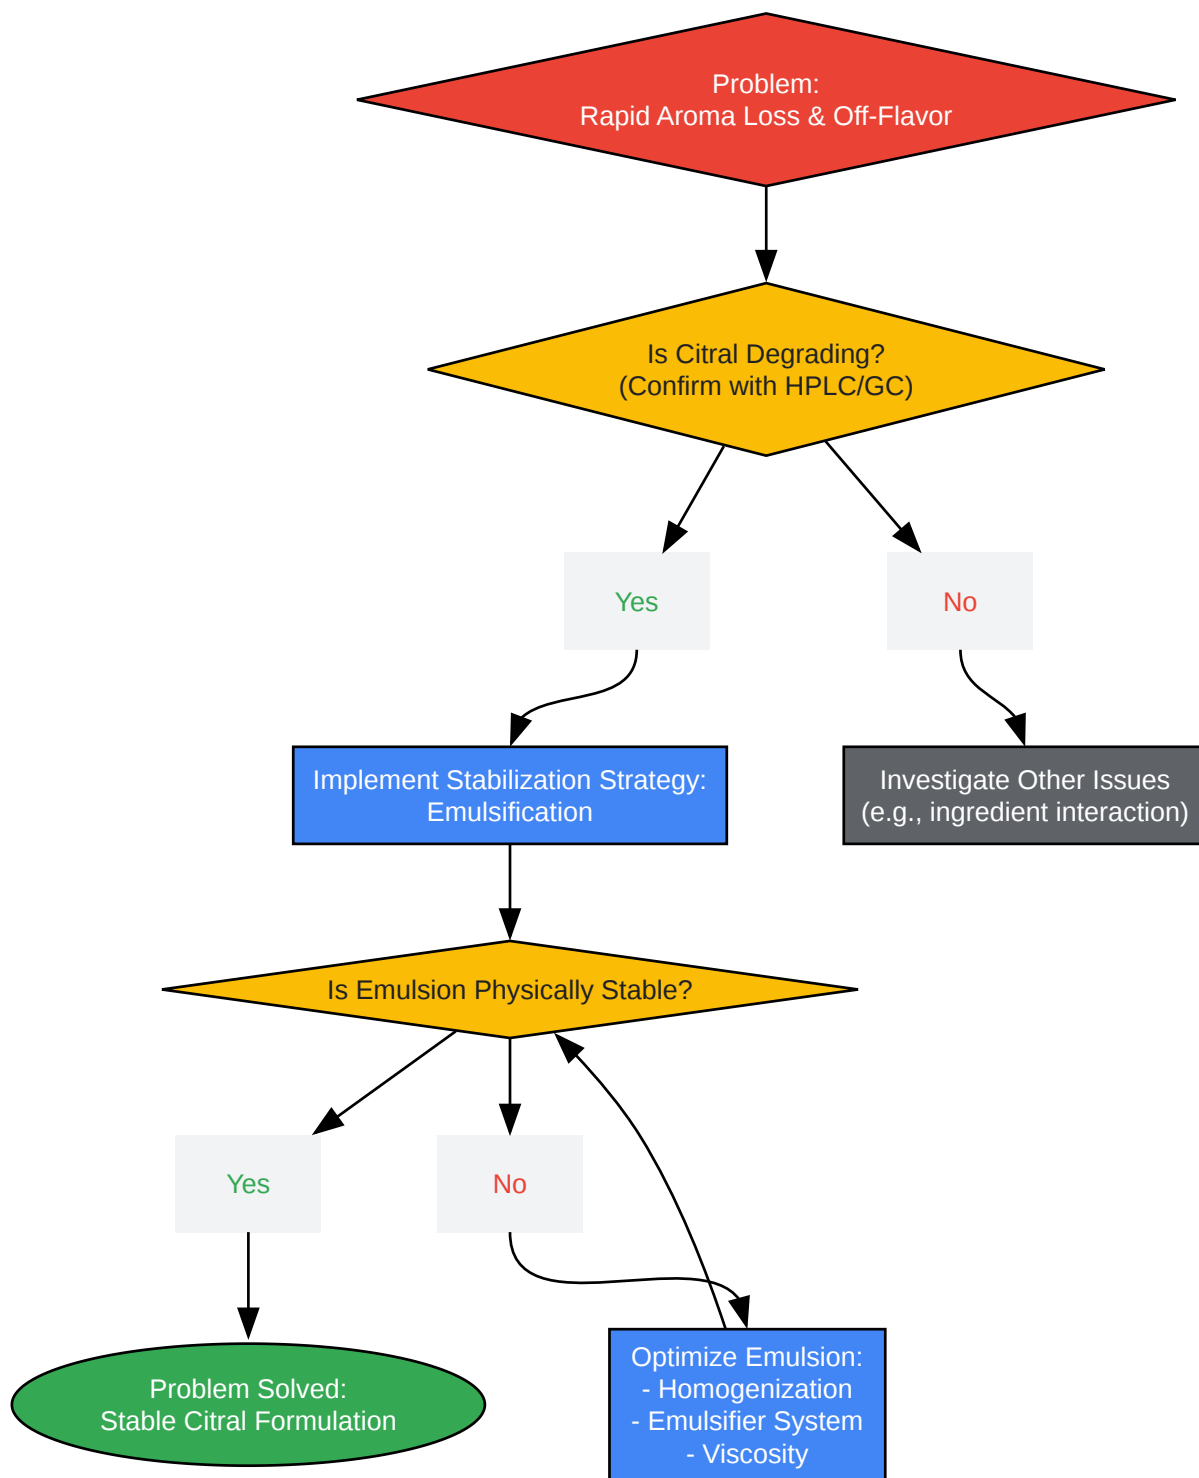 Problem:
Rapid Aroma Loss & Off-Flavor
Is Citral Degrading?
(Confirm with HPLC/GC)
Yes
No
Implement Stabilization Strategy:
Emulsification
Investigate Other Issues
(e.g., ingredient interaction)
Is Emulsion Physically Stable?
Yes
No
Problem Solved:
Stable Citral Formulation
Optimize Emulsion:
- Homogenization
- Emulsifier System
- Viscosity